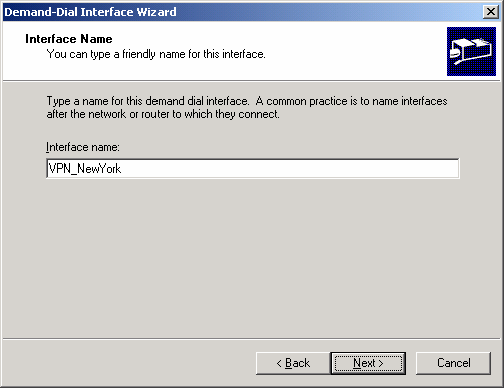 Demand-Dial Interface Wizard
Interface Name
You can type a friendly name for this interface.
Type a name for this demand dial interface.  A common practice is to name interfaces
after the network or router to which they connect.
Interface name:
VPN_NewYork
< Back
Next >
Cancel